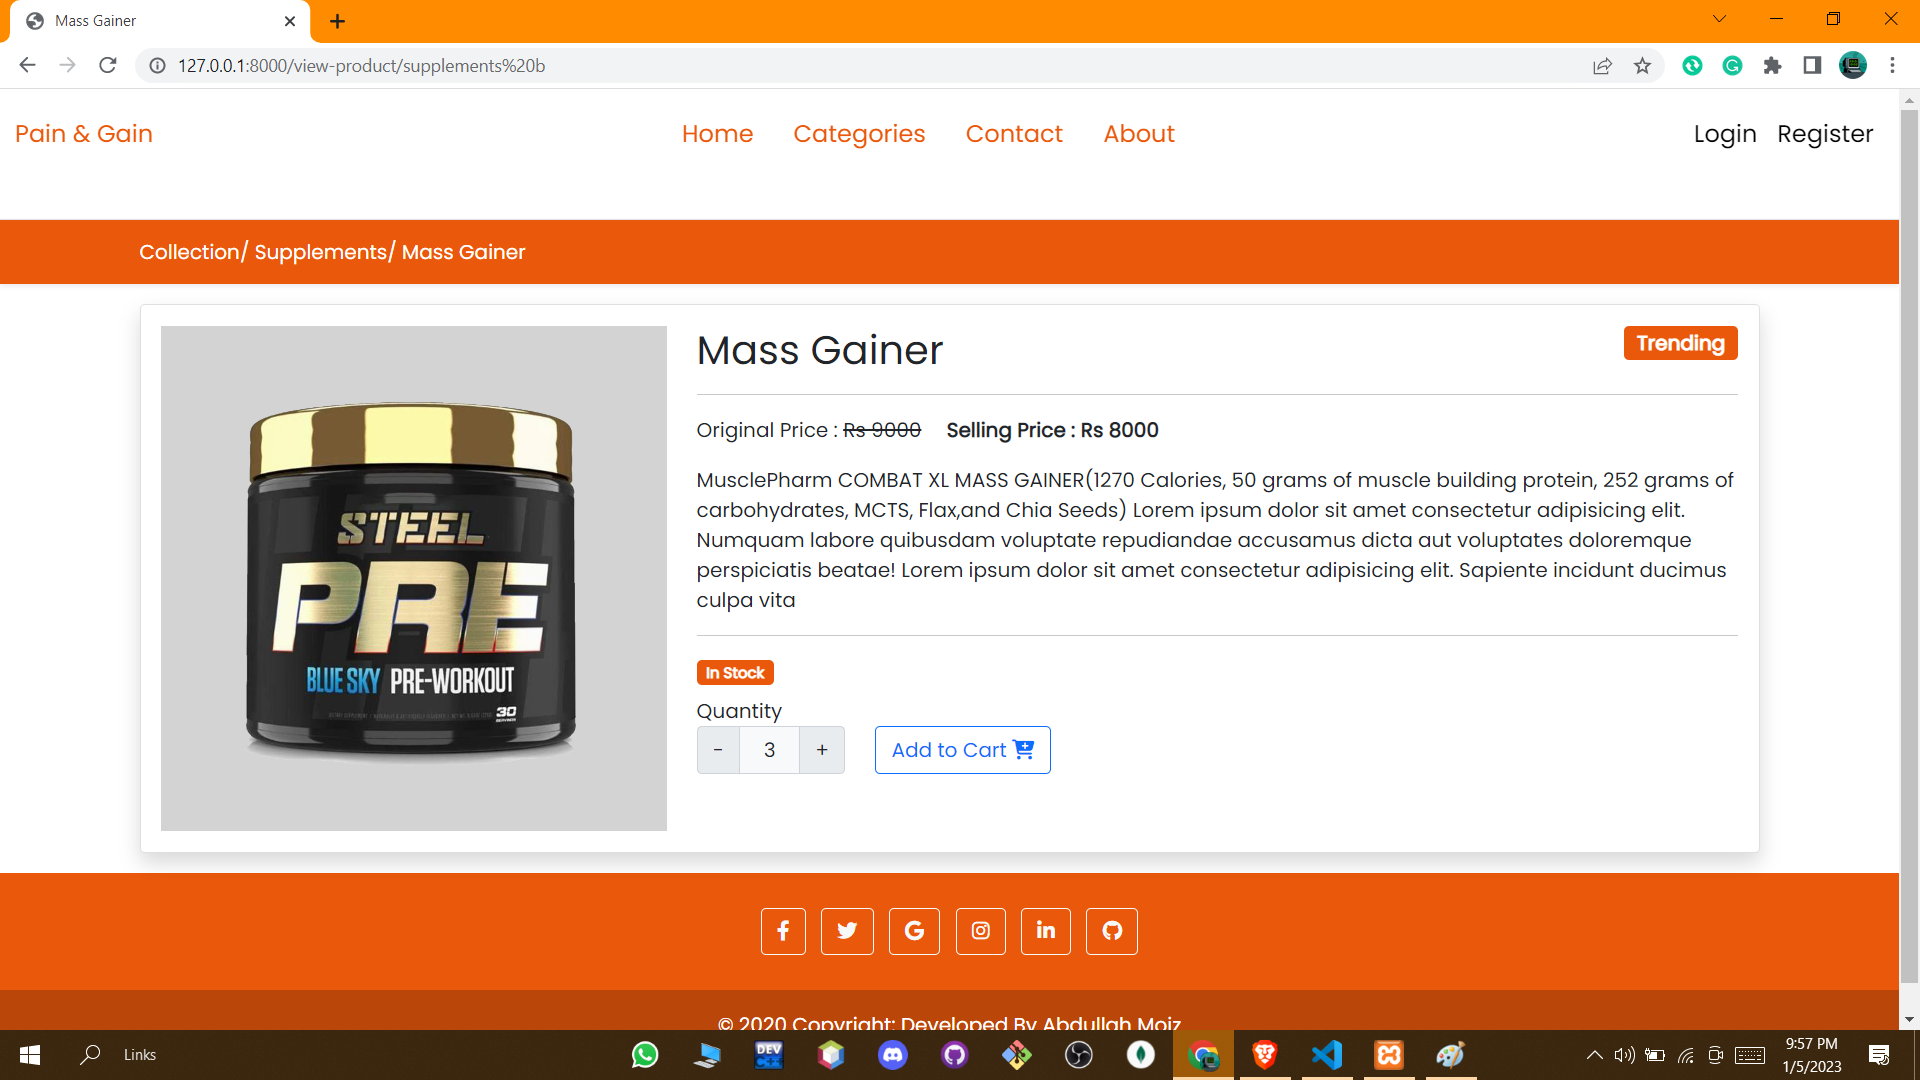 Mass Gainer
127.0.0.1:8000/view-product/supplements%20b
Pain & Gain
Home Categories Contact About
Login Register
Collection/ Supplements/ Mass Gainer
Mass Gainer
Trending
Original Price : Rs 9000 Selling Price : Rs 8000
MusclePharm COMBAT XL MASS GAINER(1270 Calories, 50 grams of muscle building protein, 252 grams of
carbohydrates, MCTS, Flax,and Chia Seeds) Lorem ipsum dolor sit amet consectetur adipisicing elit.
Numquam labore quibusdam voluptate repudiandae accusamus dicta aut voluptates doloremque
perspiciatis beatae! Lorem ipsum dolor sit amet consectetur adipisicing elit. Sapiente incidunt ducimus
culpa vita
STEEL
PRE
BLUE SKY PRE-WORKOUT
30
In Stock
Quantity
- 3 +
Add to Cart
© 2020 Copyright: Developed By Abdullah Moiz
Links
DEV
C++
9:57 PM
1/5/2023